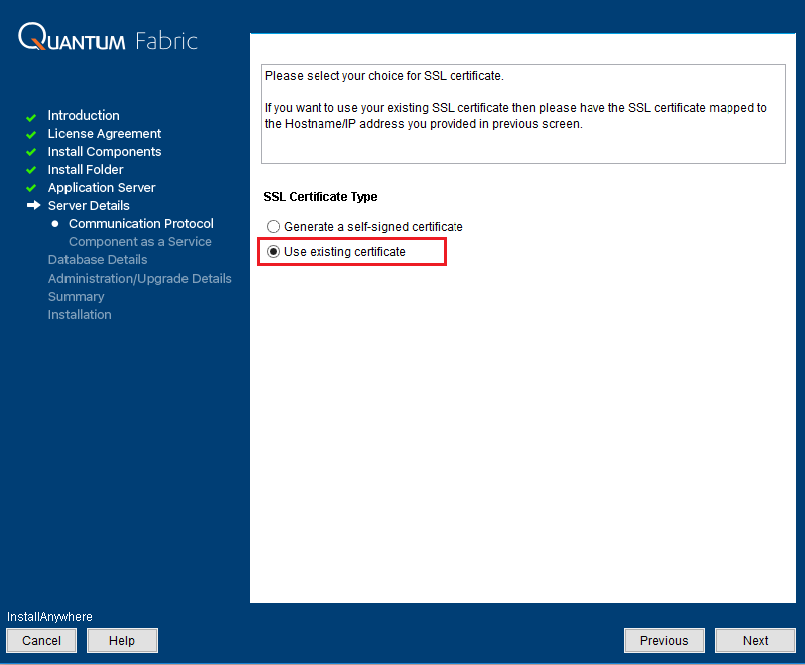 QUANTUM Fabric
Introduction
License Agreement
Install Components
Install Folder
Application Server
Server Details
Communication Protocol
Component as a Service
Database Details
Administration/Upgrade Details
Summary
Installation
Please select your choice for SSL certificate.
If you want to use your existing SSL certificate then please have the SSL certificate mapped to
the Hostname/IP address you provided in previous screen.
SSL Certificate Type
Generate a self-signed certificate
Use existing certificate
InstallAnywhere
Cancel
Help
Previous
Next